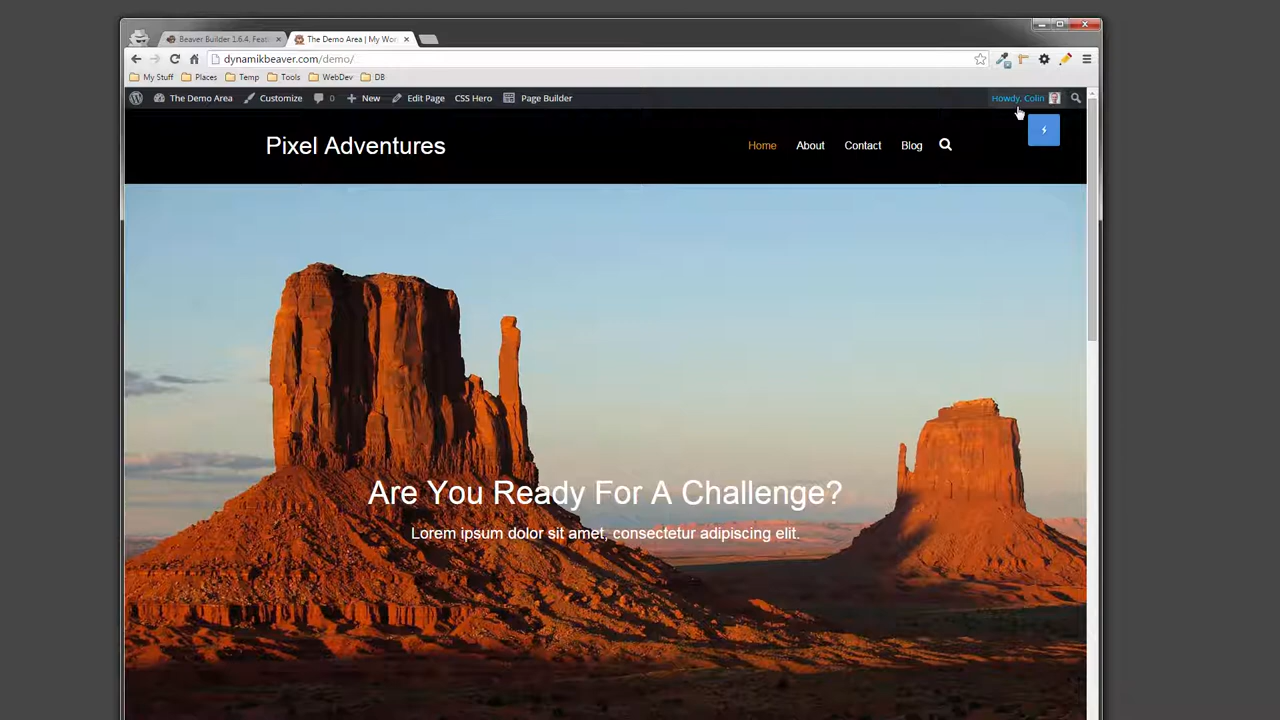 Beaver Builder 1.6.4. Feat
The Demo Area | My Wor
dynamikbeaver.com/demo/
My Stuff Places Temp Tools WebDev DB
The Demo Area Customize 0 New Edit Page CSS Hero Page Builder Howdy, Colin
Pixel Adventures
Home About Contact Blog
Are You Ready For A Challenge?
Lorem ipsum dolor sit amet, consectetur adipiscing elit.